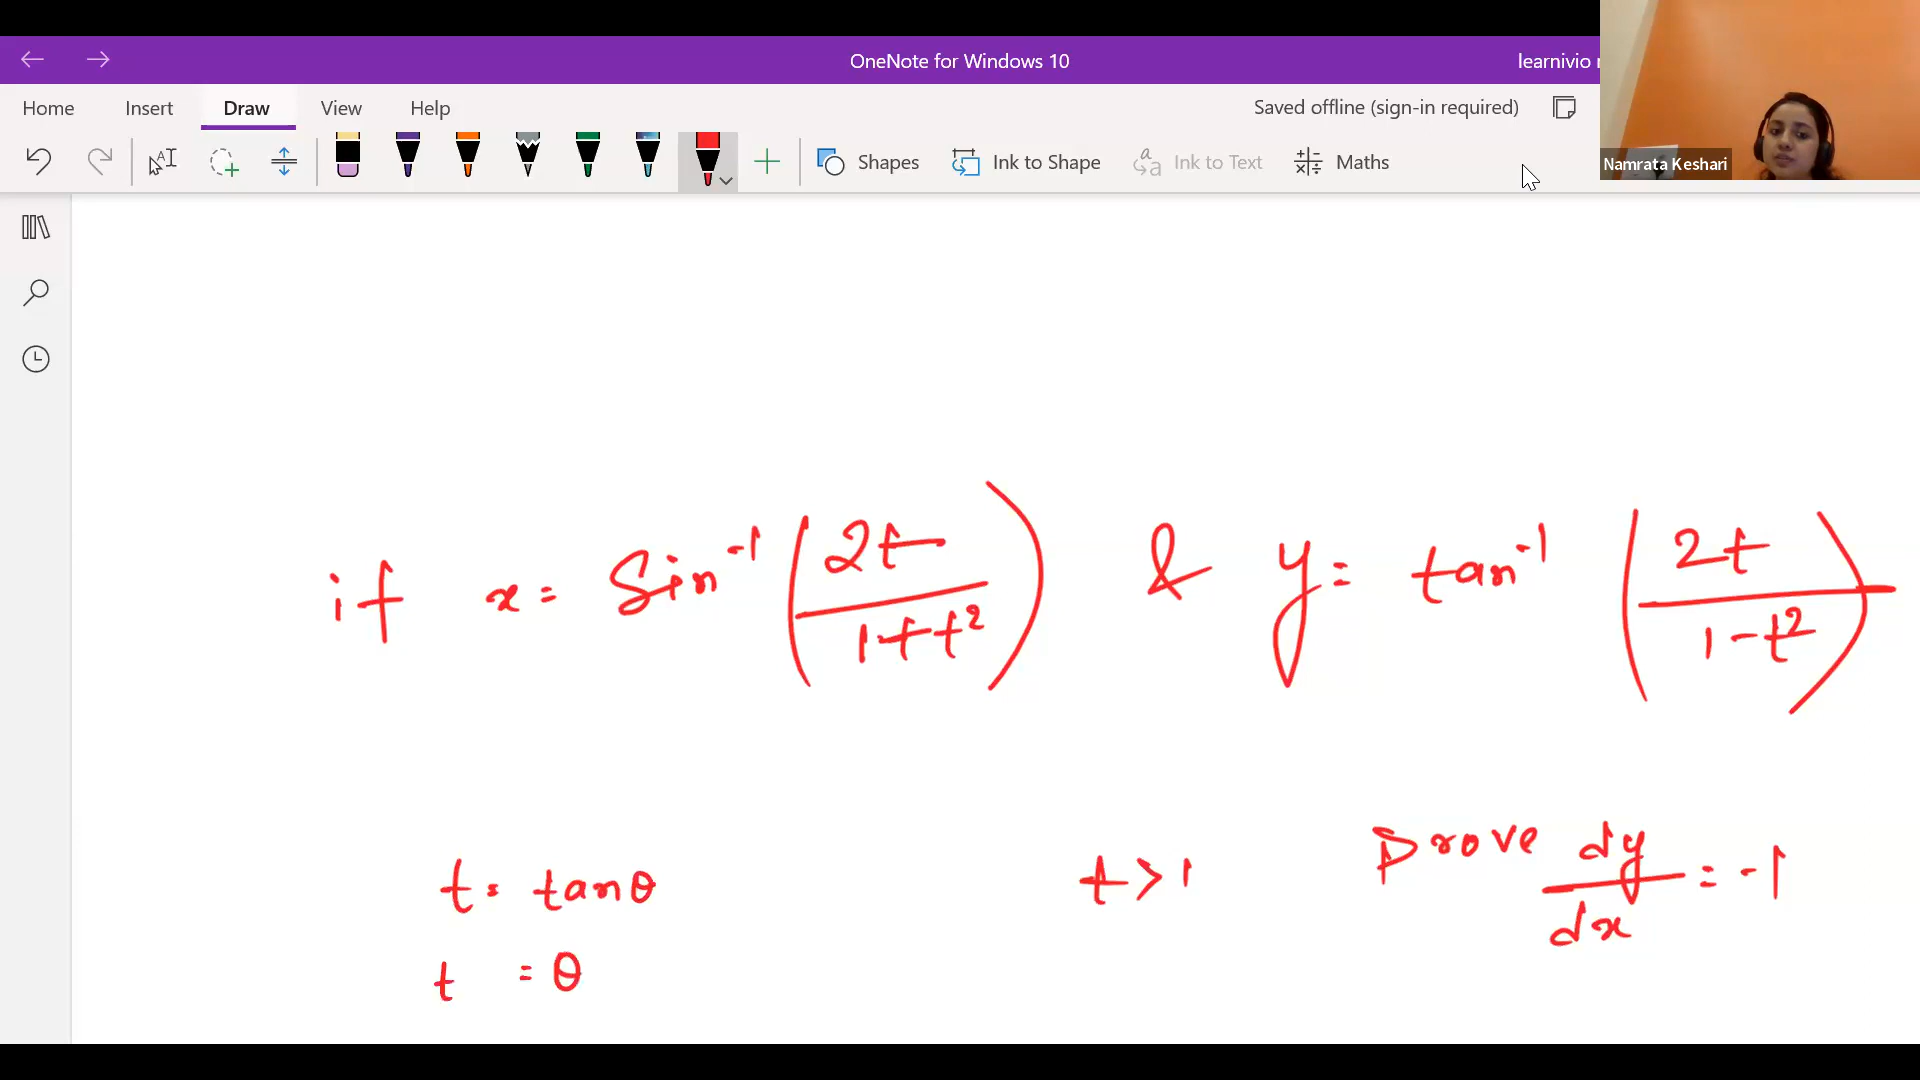 OneNote for Windows 10
learnivio
Home Insert Draw View Help
Saved offline (sign-in required)
Shapes Ink to Shape Ink to Text Maths
Namrata Keshari
if x = Sin⁻¹ (2t / 1+t²) & y = tan⁻¹ (2t / 1-t²)
t = tanθ t > 1 Prove dy/dx = -1
t = θ